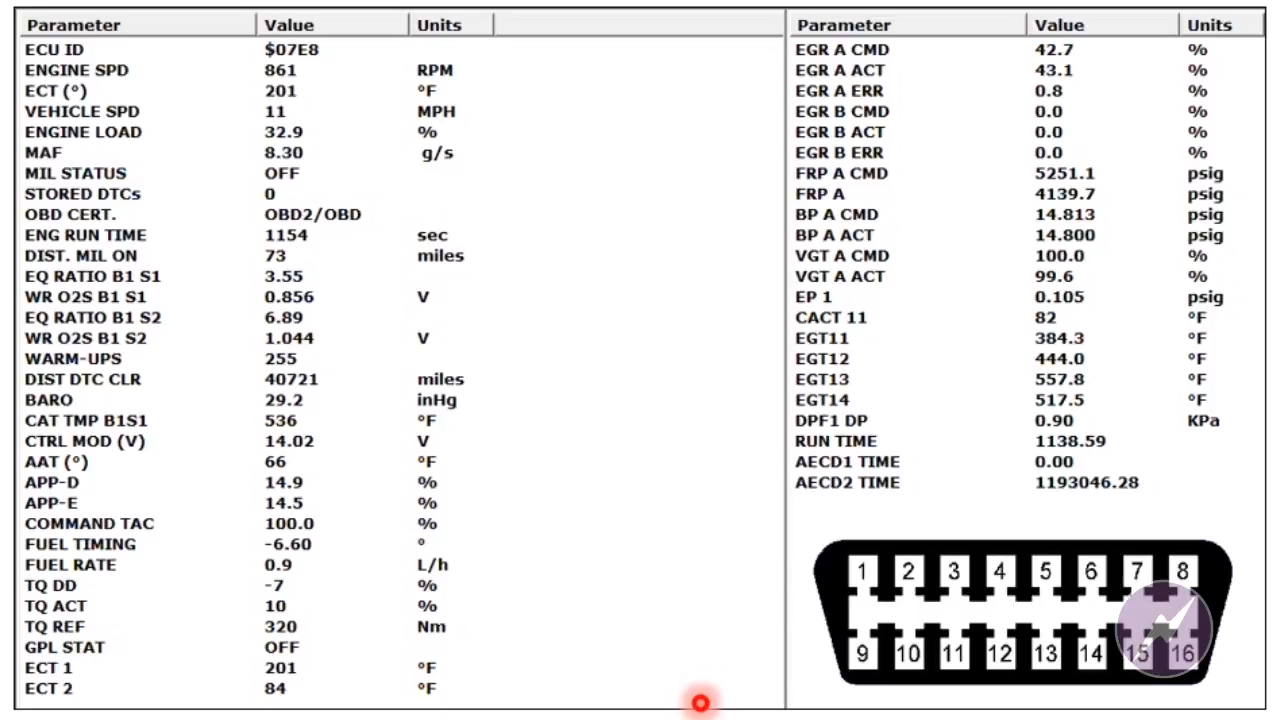 Parameter Value Units
ECU ID $07E8
ENGINE SPD 861 RPM
ECT (°) 201 °F
VEHICLE SPD 11 MPH
ENGINE LOAD 32.9 %
MAF 8.30 g/s
MIL STATUS OFF
STORED DTCs 0
OBD CERT. OBD2/OBD
ENG RUN TIME 1154 sec
DIST. MIL ON 73 miles
EQ RATIO B1 S1 3.55
WR O2S B1 S1 0.856 V
EQ RATIO B1 S2 6.89
WR O2S B1 S2 1.044 V
WARM-UPS 255
DIST DTC CLR 40721 miles
BARO 29.2 inHg
CAT TMP B1S1 536 °F
CTRL MOD (V) 14.02 V
AAT (°) 66 °F
APP-D 14.9 %
APP-E 14.5 %
COMMAND TAC 100.0 %
FUEL TIMING -6.60 °
FUEL RATE 0.9 L/h
TQ DD -7 %
TQ ACT 10 %
TQ REF 320 Nm
GPL STAT OFF
ECT 1 201 °F
ECT 2 84 °F
Parameter Value Units
EGR A CMD 42.7 %
EGR A ACT 43.1 %
EGR A ERR 0.8 %
EGR B CMD 0.0 %
EGR B ACT 0.0 %
EGR B ERR 0.0 %
FRP A CMD 5251.1 psig
FRP A 4139.7 psig
BP A CMD 14.813 psig
BP A ACT 14.800 psig
VGT A CMD 100.0 %
VGT A ACT 99.6 %
EP 1 0.105 psig
CACT 11 82 °F
EGT11 384.3 °F
EGT12 444.0 °F
EGT13 557.8 °F
EGT14 517.5 °F
DPF1 DP 0.90 KPa
RUN TIME 1138.59
AECD1 TIME 0.00
AECD2 TIME 1193046.28
1 2 3 4 5 6 7 8
9 10 11 12 13 14 15 16